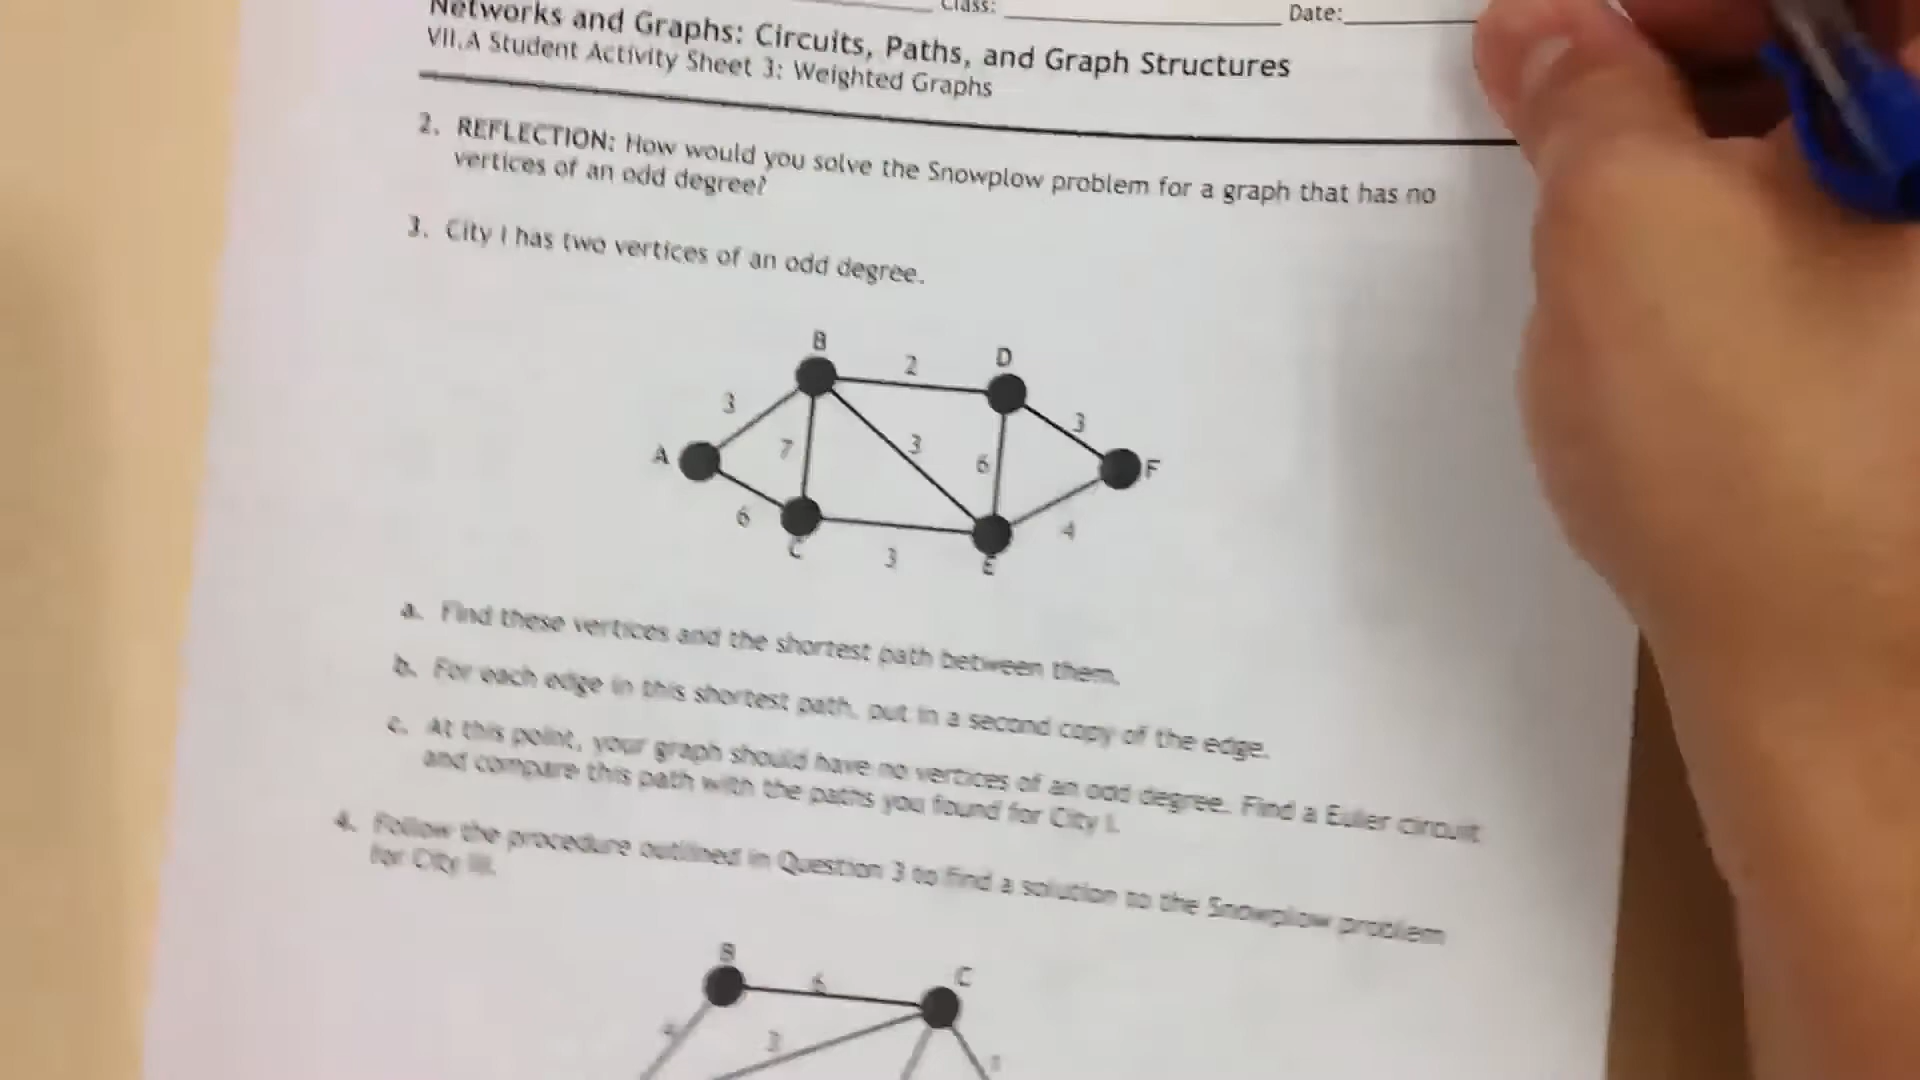 Class:
Date:
Networks and Graphs: Circuits, Paths, and Graph Structures
VII.A Student Activity Sheet 3: Weighted Graphs
2. REFLECTION: How would you solve the Snowplow problem for a graph that has no
vertices of an odd degree?
3. City I has two vertices of an odd degree.
B
2
D
3
3
A
7
3
6
F
6
C
3
E
4
a. Find these vertices and the shortest path between them.
b. For each edge in this shortest path, put in a second copy of the edge.
c. At this point, your graph should have no vertices of an odd degree. Find a Euler circuit
and compare this path with the paths you found for City I.
4. Follow the procedure outlined in Question 3 to find a solution to the Snowplow problem
for City III.
B
6
C
4
3